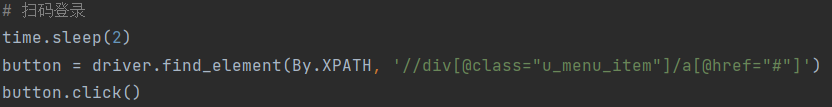 # 扫码登录
time.sleep(2)
button = driver.find_element(By.XPATH, '//div[@class="u_menu_item"]/a[@href="#"]')
button.click()